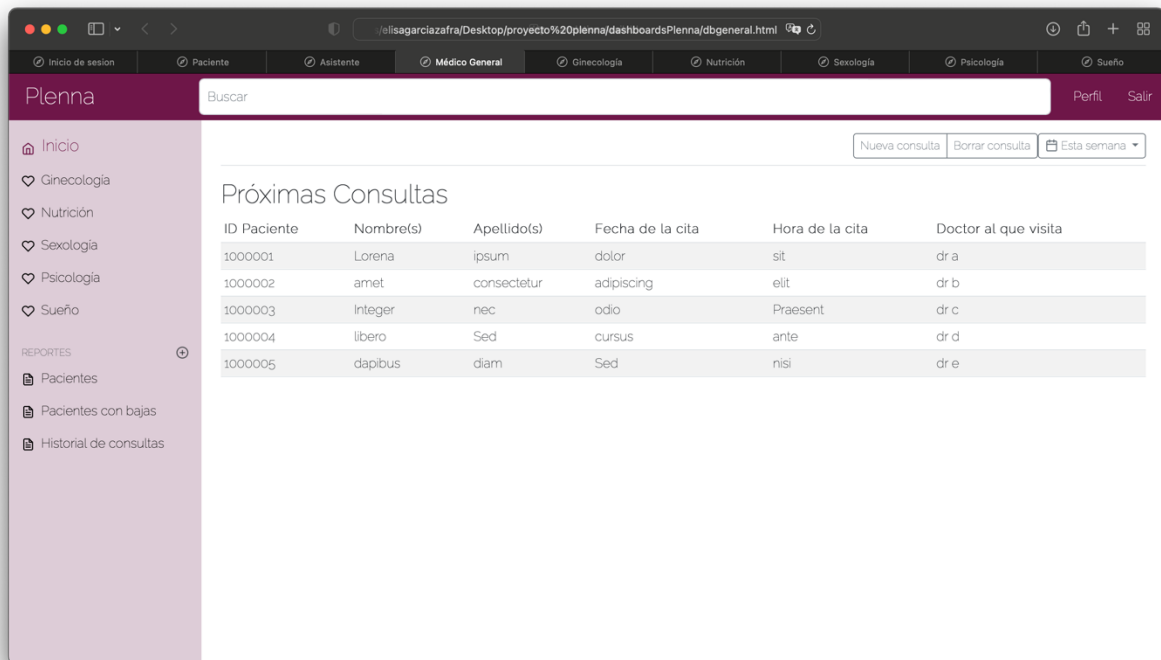 /elisagarciazafra/Desktop/proyecto%20plenna/dashboardsPlenna/dbgeneral.html
Inicio de sesion Paciente Asistente Médico General Ginecología Nutrición Sexología Psicología Sueño
Plenna Buscar Perfil Salir
Nueva consulta Borrar consulta Esta semana
Inicio
Ginecología
Nutrición
Sexología
Psicología
Sueño
REPORTES
Pacientes
Pacientes con bajas
Historial de consultas
Próximas Consultas
ID Paciente Nombre(s) Apellido(s) Fecha de la cita Hora de la cita Doctor al que visita
1000001 Lorena ipsum dolor sit dr a
1000002 amet consectetur adipiscing elit dr b
1000003 Integer nec odio Praesent dr c
1000004 libero Sed cursus ante dr d
1000005 dapibus diam Sed nisi dr e